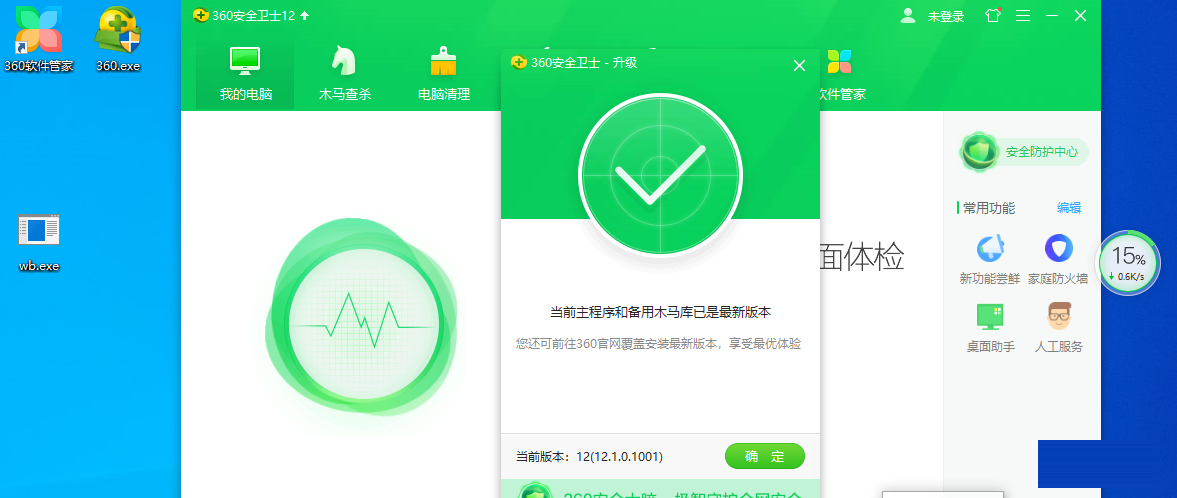 360软件管家
360.exe
wb.exe
360安全卫士12
未登录
我的电脑
木马查杀
电脑清理
软件管家
360安全卫士 - 升级
当前主程序和备用木马库已是最新版本
您还可前往360官网覆盖安装最新版本，享受最优体验
当前版本：12(12.1.0.1001)
确 定
面体检
安全防护中心
常用功能
编辑
新功能尝鲜
家庭防火墙
桌面助手
人工服务
15%
0.6K/s